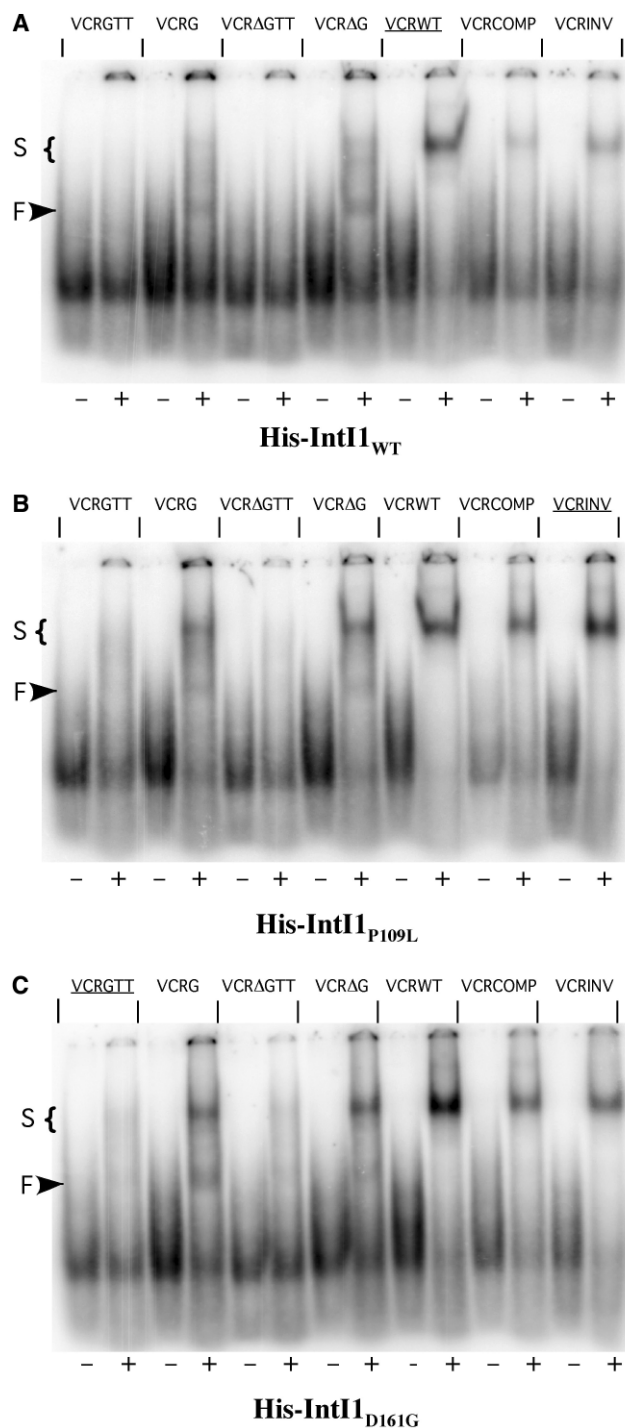 A
VCRGTT VCRG VCRΔGTT VCRΔG VCRWT VCRCOMP VCRINV
S {
F
– + – + – + – + – + – + – +
His-IntI1WT
B
VCRGTT VCRG VCRΔGTT VCRΔG VCRWT VCRCOMP VCRINV
S {
F
– + – + – + – + – + – + – +
His-IntI1P109L
C
VCRGTT VCRG VCRΔGTT VCRΔG VCRWT VCRCOMP VCRINV
S {
F
– + – + – + – + - + – + – +
His-IntI1D161G